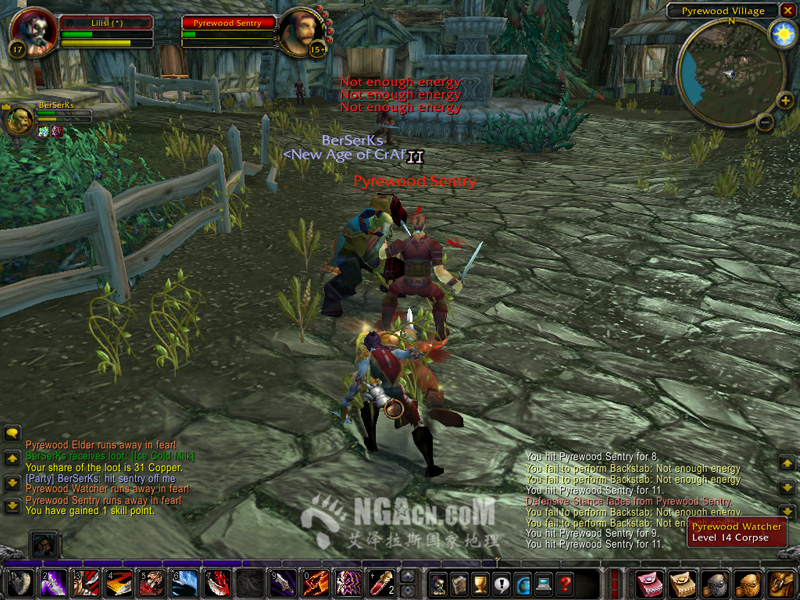 Lilisl (*)
17
Pyrewood Sentry
15+
Pyrewood Village
N
BerSerKs
Not enough energy
Not enough energy
Not enough energy
BerSerKs
<New Age of CrAf
Pyrewood Sentry
Pyrewood Elder runs away in fear!
BerSerKs receives loot: [Ice Cold Milk]
Your share of the loot is 31 Copper.
[Party] BerSerKs: hit sentry off me
Pyrewood Watcher runs away in fear!
Pyrewood Sentry runs away in fear!
You have gained 1 skill point.
You hit Pyrewood Sentry for 8.
You fail to perform Backstab: Not enough energy
You fail to perform Backstab: Not enough energy
You hit Pyrewood Sentry for 11.
Defensive Stance fades from Pyrewood Sentry.
You fail to perform Backstab: Not enough energy.
You fail to perform Backstab: Not en
You hit Pyrewood Sentry for 9.
You hit Pyrewood Sentry for 11.
Pyrewood Watcher
Level 14 Corpse
NGACN.COM
艾泽拉斯国家地理
2